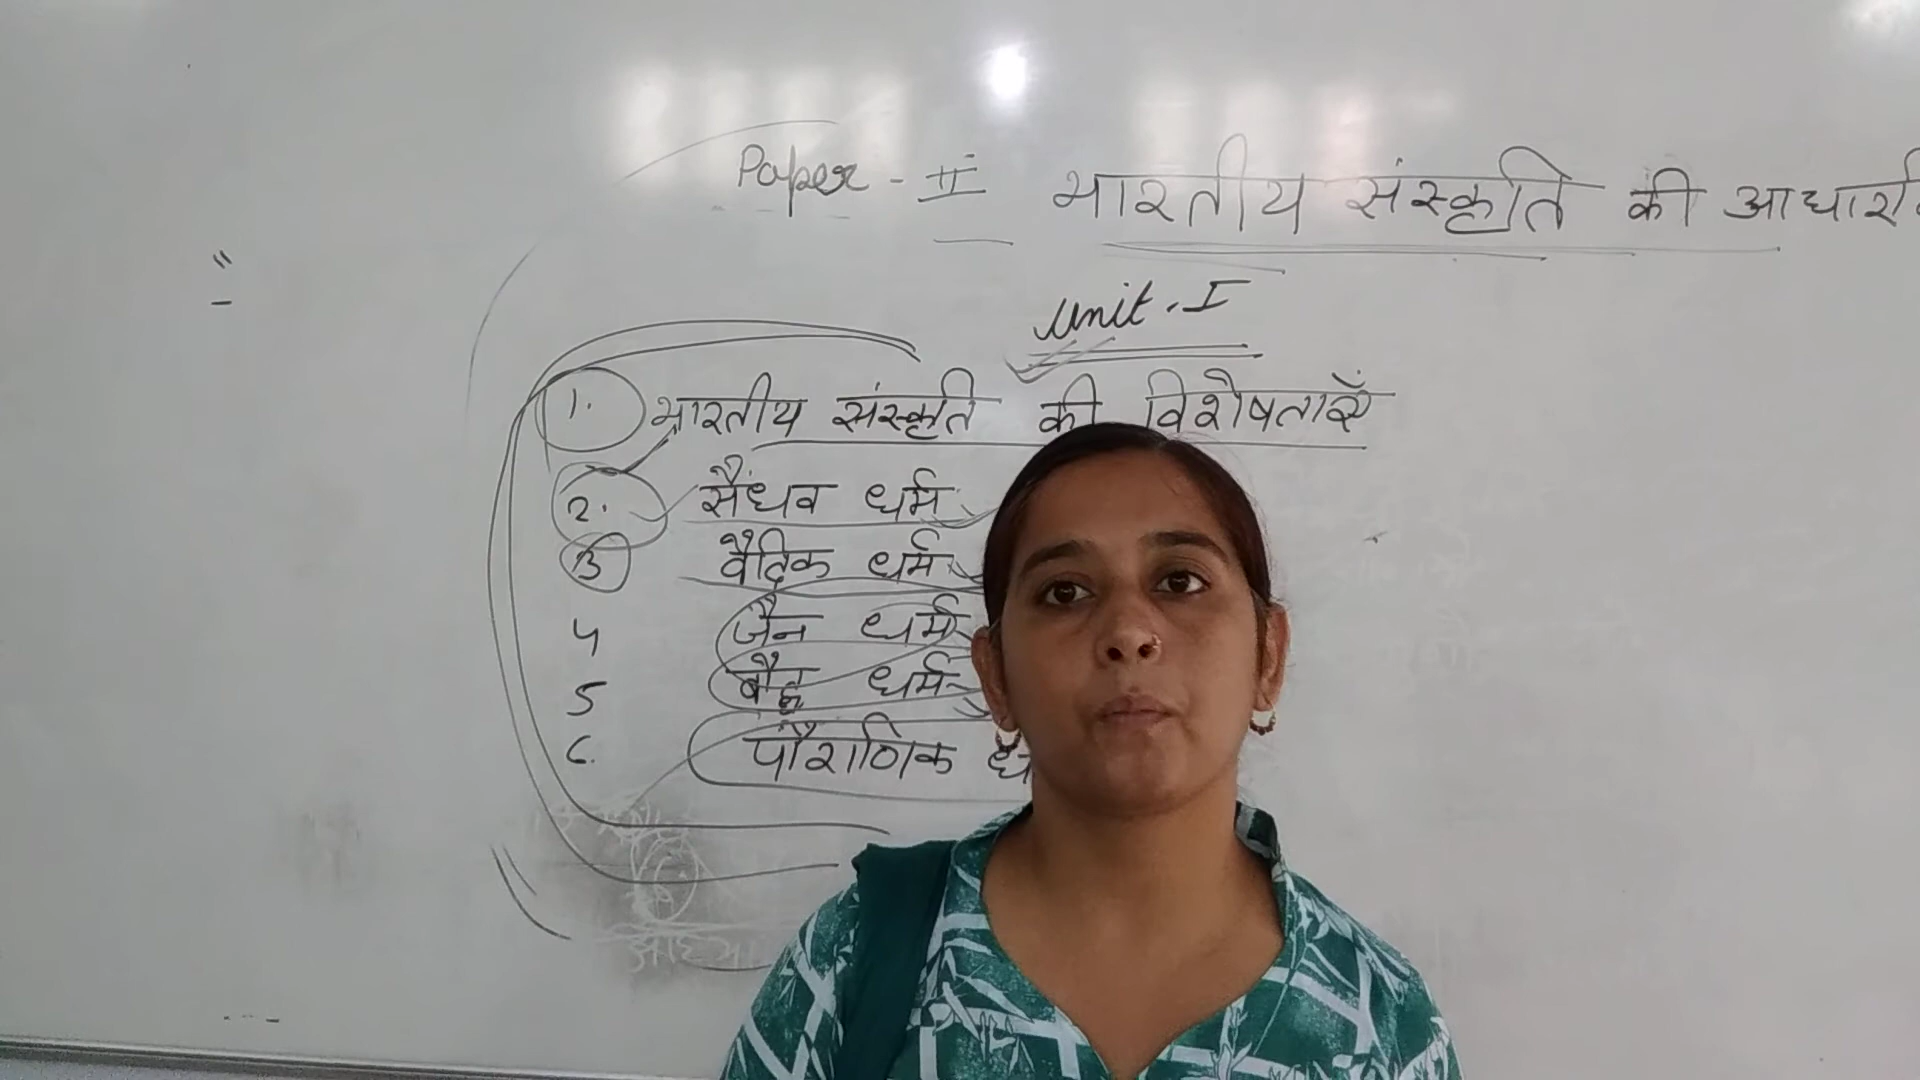 Paper - II भारतीय संस्कृति की
Unit - I
1. भारतीय संस्कृति की विशेषताएँ
2. सैंधव धर्म
3 वैदिक धर्म
4 जैन धर्म
5 बौद्ध धर्म
6. पौराणिक